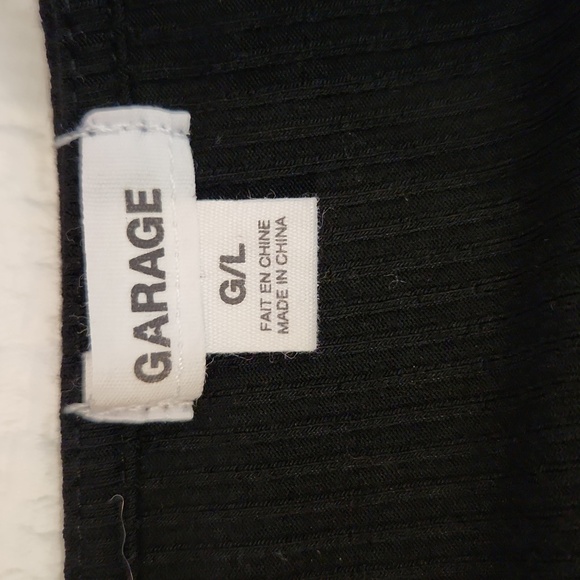 GARAGE
G/L
FAIT EN CHINE
MADE IN CHINA